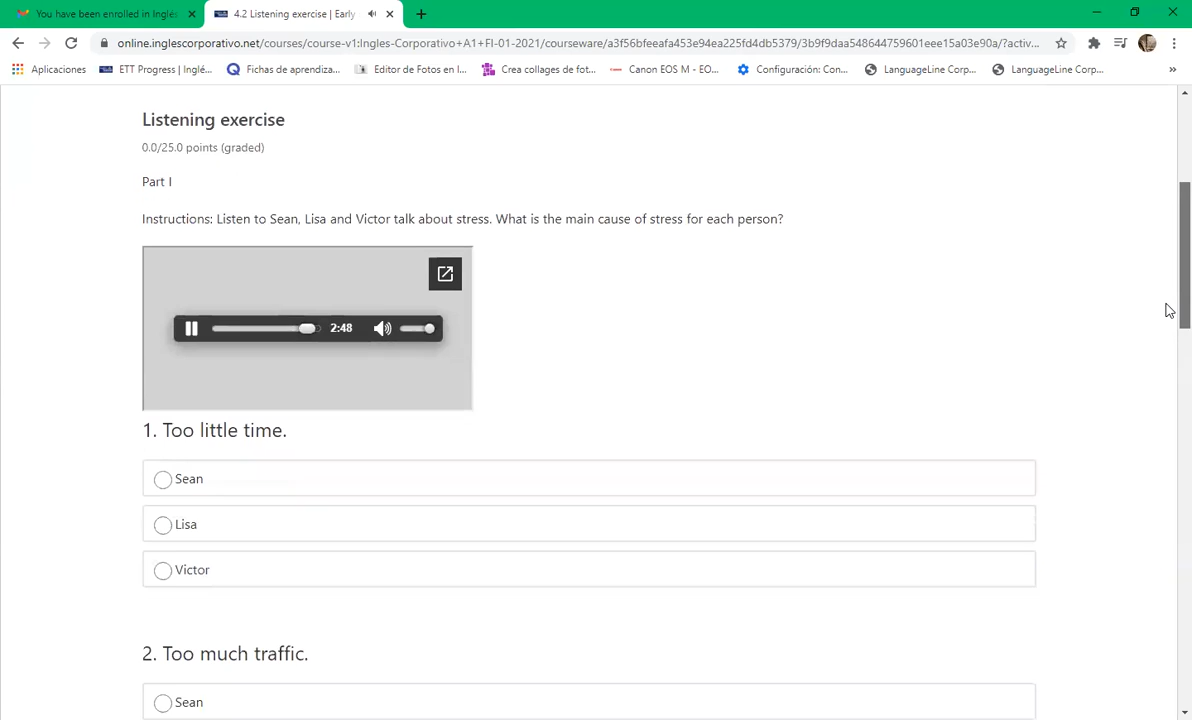 You have been enrolled in Inglés
4.2 Listening exercise | Early
online.inglescorporativo.net/courses/course-v1:Ingles-Corporativo+A1+FI-01-2021/courseware/a3f56bfeeafa453e94ea225fd4db5379/3b9f9daa548644759601eee15a03e90a/?activ...
Aplicaciones
ETT Progress | Inglé...
Fichas de aprendiza...
Editor de Fotos en l...
Crea collages de fot...
Canon EOS M - EO...
Configuración: Con...
LanguageLine Corp...
LanguageLine Corp...
Listening exercise
0.0/25.0 points (graded)
Part I
Instructions: Listen to Sean, Lisa and Victor talk about stress. What is the main cause of stress for each person?
2:48
1. Too little time.
Sean
Lisa
Victor
2. Too much traffic.
Sean